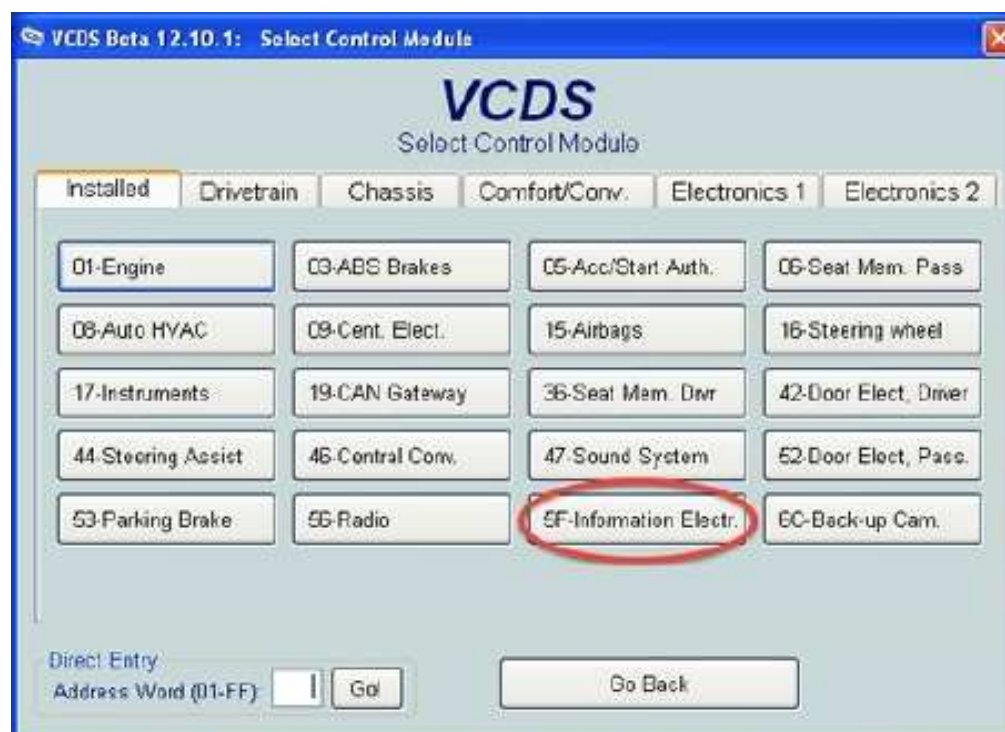 VCDS Beta 12.10.1: Select Control Module
VCDS
Select Control Module
Installed Drivetrain Chassis Comfort/Conv. Electronics 1 Electronics 2
01-Engine 03-ABS Brakes 05-Acc/Start Auth. 06-Seat Mem. Pass
08-Auto HVAC 09-Cent. Elect. 15-Airbags 16-Steering wheel
17-Instruments 19-CAN Gateway 36-Seat Mem. Drvr 42-Door Elect, Driver
44-Steering Assist 46-Central Conv. 47-Sound System 52-Door Elect, Pass.
53-Parking Brake 56-Radio 5F-Information Electr. 6C-Back-up Cam.
Direct Entry
Address Word (01-FF): Go! Go Back